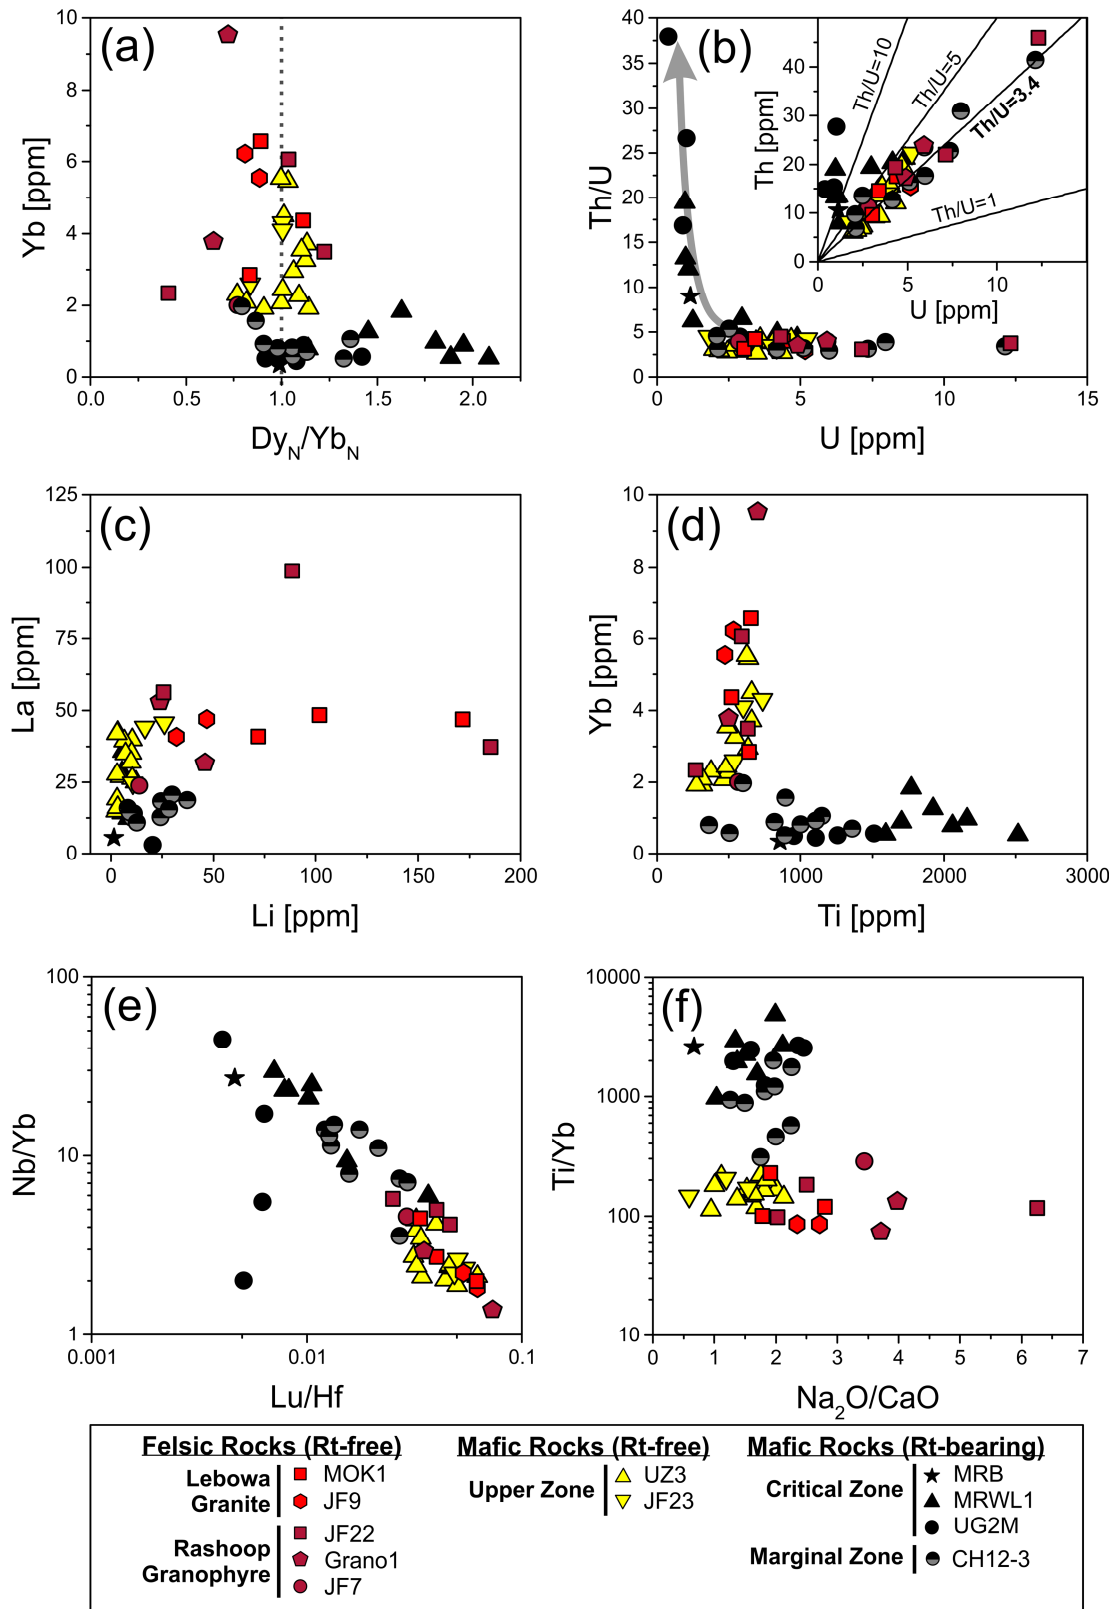 (a)
10
8
6
4
2
0
Yb [ppm]
0.0
0.5
1.0
1.5
2.0
DyN/YbN
(b)
40
35
30
25
20
15
10
5
0
Th/U
0
5
10
15
U [ppm]
50
40
30
20
10
0
Th [ppm]
0
5
10
U [ppm]
Th/U=10
Th/U=5
Th/U=3.4
Th/U=1
(c)
125
100
75
50
25
0
La [ppm]
0
50
100
150
200
Li [ppm]
(d)
10
8
6
4
2
0
Yb [ppm]
0
1000
2000
3000
Ti [ppm]
(e)
100
10
1
Nb/Yb
0.001
0.01
0.1
Lu/Hf
(f)
10000
1000
100
10
Ti/Yb
0
1
2
3
4
5
6
7
Na₂O/CaO
Felsic Rocks (Rt-free)
Lebowa
Granite
MOK1
JF9
Rashoop
Granophyre
JF22
Grano1
JF7
Mafic Rocks (Rt-free)
Upper Zone
UZ3
JF23
Mafic Rocks (Rt-bearing)
Critical Zone
MRB
MRWL1
UG2M
Marginal Zone
CH12-3